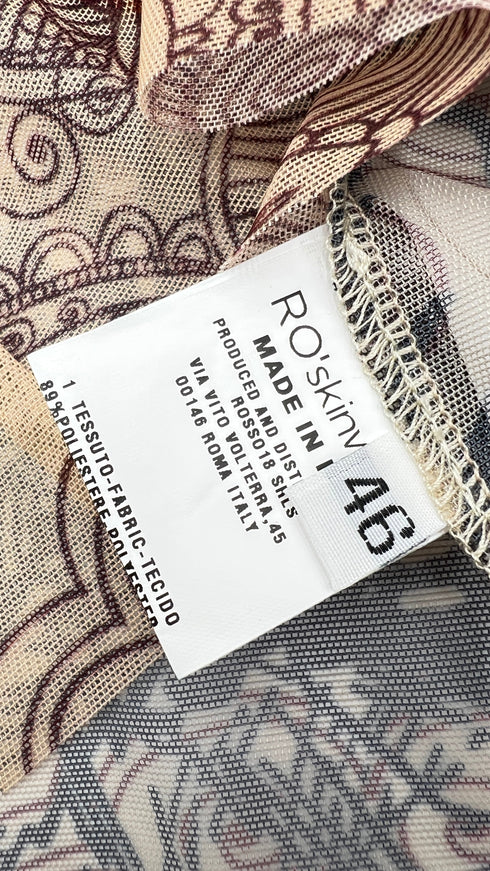 RO'skinv
MADE IN I
PRODUCED AND DIST
ROSSO18 S.r.l.s
VIA VITO VOLTERRA,45
00146 ROMA ITALY
46
1 TESSUTO-FABRIC-TECIDO
89%POLIESTERE POLYESTER